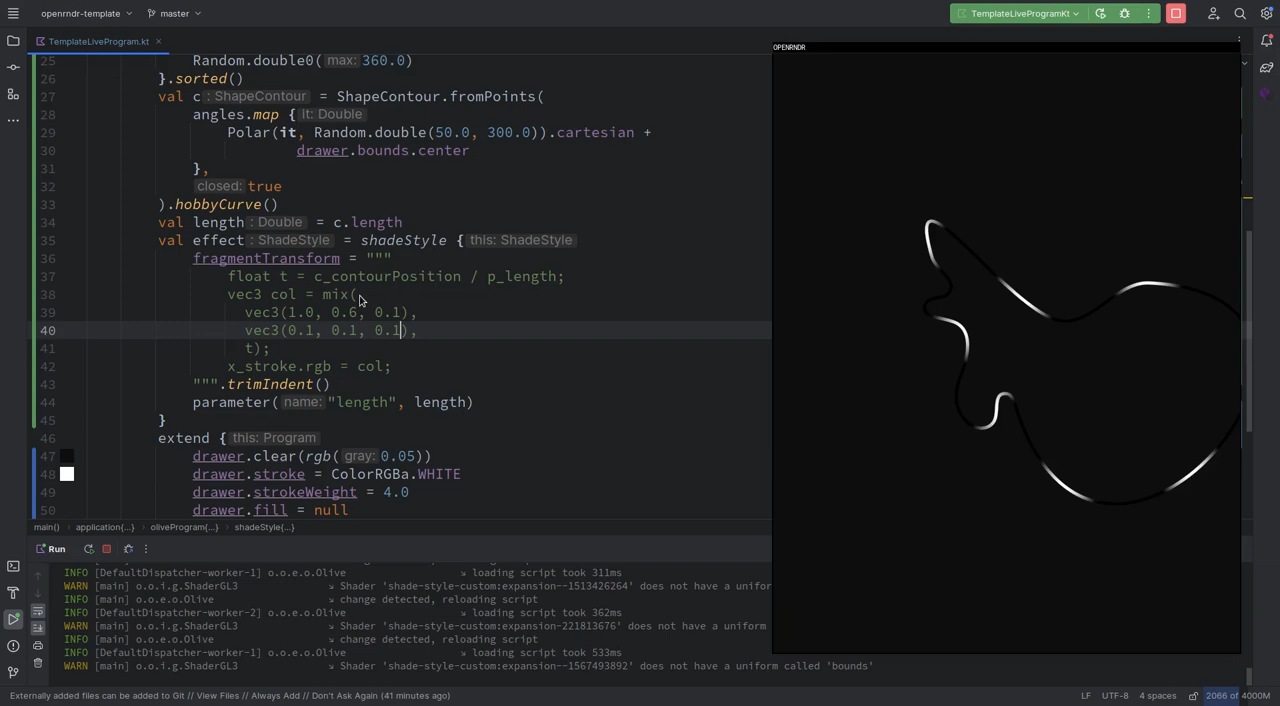 openrndr-template master TemplateLiveProgramKt
TemplateLiveProgram.kt
OPENRNDR
25 Random.double0( max: 360.0)
26 }.sorted()
27 val c : ShapeContour = ShapeContour.fromPoints(
28 angles.map { it: Double
29 Polar(it, Random.double(50.0, 300.0)).cartesian +
30 drawer.bounds.center
31 },
32 closed: true
33 ).hobbyCurve()
34 val length : Double = c.length
35 val effect : ShadeStyle = shadeStyle { this: ShadeStyle
36 fragmentTransform = """
37 float t = c_contourPosition / p_length;
38 vec3 col = mix(
39 vec3(1.0, 0.6, 0.1),
40 vec3(0.1, 0.1, 0.1),
41 t);
42 x_stroke.rgb = col;
43 """.trimIndent()
44 parameter( name: "length", length)
45 }
46 extend { this: Program
47 drawer.clear(rgb( gray: 0.05))
48 drawer.stroke = ColorRGBa.WHITE
49 drawer.strokeWeight = 4.0
50 drawer.fill = null
main() application{...} oliveProgram{...} shadeStyle{...}
Run
INFO [DefaultDispatcher-worker-1] o.o.e.o.Olive ↘ loading script took 311ms
WARN [main] o.o.i.g.ShaderGL3 ↘ Shader 'shade-style-custom:expansion--1513426264' does not have a unifor
INFO [main] o.o.e.o.Olive ↘ change detected, reloading script
INFO [DefaultDispatcher-worker-2] o.o.e.o.Olive ↘ loading script took 362ms
WARN [main] o.o.i.g.ShaderGL3 ↘ Shader 'shade-style-custom:expansion--221813676' does not have a uniform
INFO [main] o.o.e.o.Olive ↘ change detected, reloading script
INFO [DefaultDispatcher-worker-1] o.o.e.o.Olive ↘ loading script took 533ms
WARN [main] o.o.i.g.ShaderGL3 ↘ Shader 'shade-style-custom:expansion--1567493892' does not have a uniform called 'bounds'
Externally added files can be added to Git // View Files // Always Add // Don't Ask Again (41 minutes ago) LF UTF-8 4 spaces 2066 of 4000M